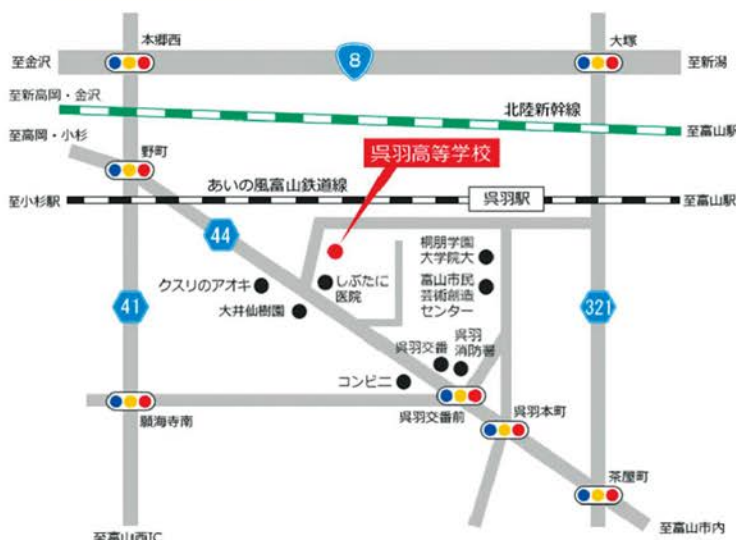 本郷西
大塚
至金沢
8
至新潟
至新高岡・金沢
北陸新幹線
至富山駅
至高岡・小杉
野町
呉羽高等学校
あいの風富山鉄道線
呉羽駅
至小杉駅
至富山駅
44
桐朋学園
大学院大
クスリのアオキ
しぶたに
医院
富山市民
芸術創造
センター
41
大井仙樹園
321
呉羽交番
呉羽
消防署
コンビニ
願海寺南
呉羽交番前
呉羽本町
茶屋町
至富山西IC
至富山市内